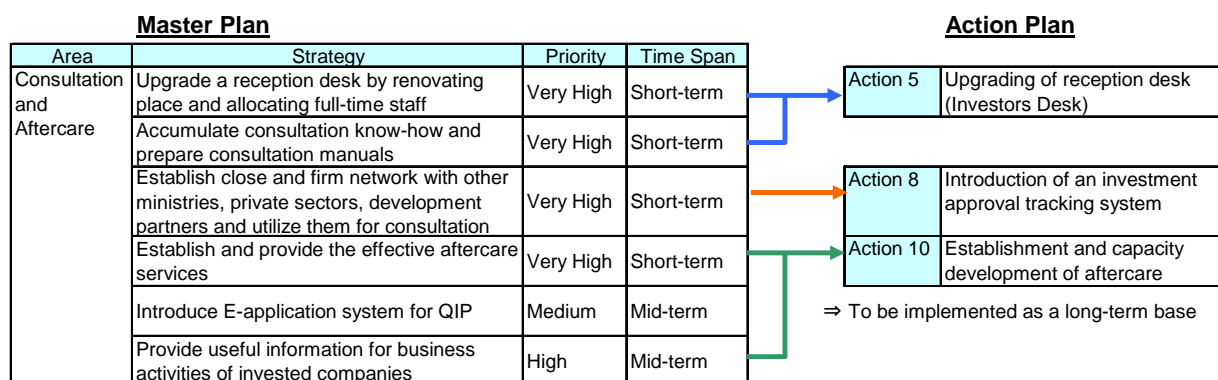 Master Plan
Action Plan
Area Strategy Priority Time Span
Consultation
and
Aftercare
Upgrade a reception desk by renovating
place and allocating full-time staff
Very High Short-term
Action 5 Upgrading of reception desk
(Investors Desk)
Accumulate consultation know-how and
prepare consultation manuals
Very High Short-term
Establish close and firm network with other
ministries, private sectors, development
partners and utilize them for consultation
Very High Short-term
Action 8 Introduction of an investment
approval tracking system
Establish and provide the effective aftercare
services
Very High Short-term
Action 10 Establishment and capacity
development of aftercare
Introduce E-application system for QIP Medium Mid-term
⇒ To be implemented as a long-term base
Provide useful information for business
activities of invested companies
High Mid-term